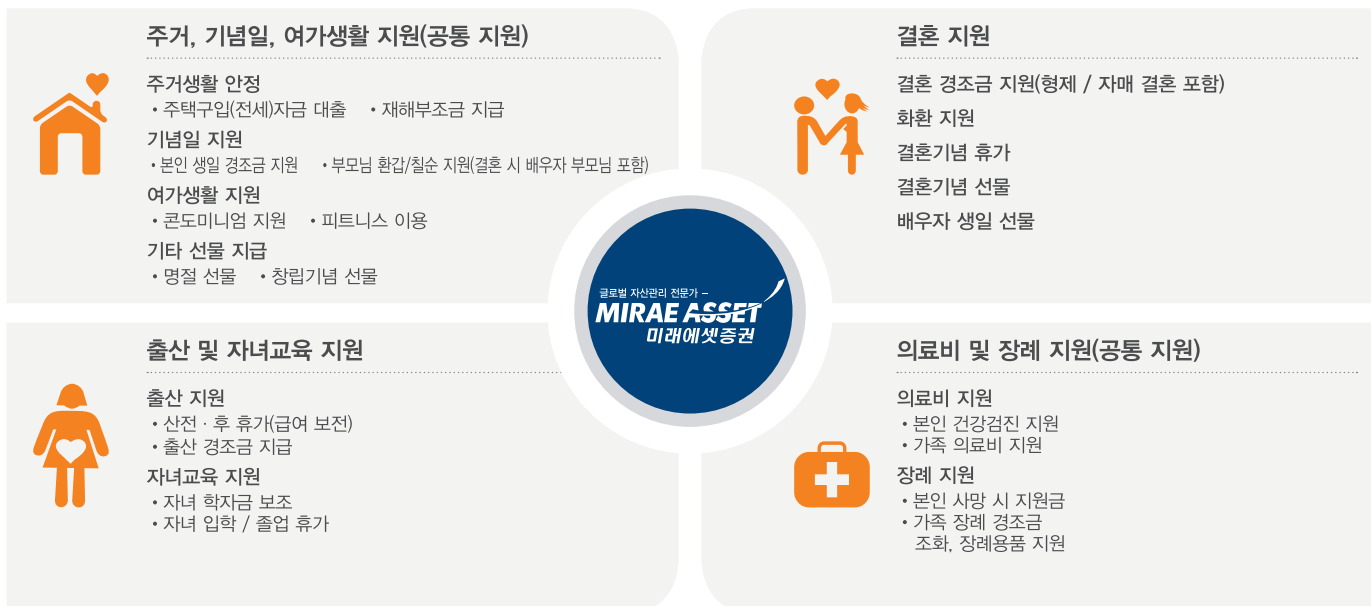 주거, 기념일, 여가생활 지원(공통 지원)
주거생활 안정
• 주택구입(전세)자금 대출 • 재해부조금 지급
기념일 지원
• 본인 생일 경조금 지원 • 부모님 환갑/칠순 지원(결혼 시 배우자 부모님 포함)
여가생활 지원
• 콘도미니엄 지원 • 피트니스 이용
기타 선물 지급
• 명절 선물 • 창립기념 선물
결혼 지원
결혼 경조금 지원(형제 / 자매 결혼 포함)
화환 지원
결혼기념 휴가
결혼기념 선물
배우자 생일 선물
글로벌 자산관리 전문가 –
MIRAE ASSET
미래에셋증권
출산 및 자녀교육 지원
출산 지원
• 산전 · 후 휴가(급여 보전)
• 출산 경조금 지급
자녀교육 지원
• 자녀 학자금 보조
• 자녀 입학 / 졸업 휴가
의료비 및 장례 지원(공통 지원)
의료비 지원
• 본인 건강검진 지원
• 가족 의료비 지원
장례 지원
• 본인 사망 시 지원금
• 가족 장례 경조금
조화, 장례용품 지원